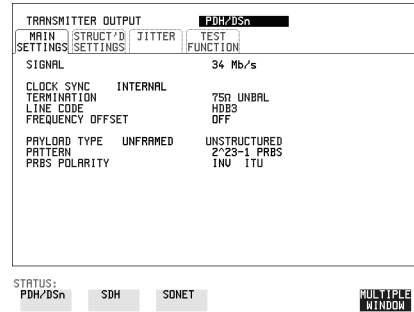 TRANSMITTER OUTPUT PDH/DSn
MAIN SETTINGS STRUCT'D SETTINGS JITTER TEST FUNCTION
SIGNAL 34 Mb/s
CLOCK SYNC INTERNAL
TERMINATION 75Ω UNBAL
LINE CODE HDB3
FREQUENCY OFFSET OFF
PAYLOAD TYPE UNFRAMED UNSTRUCTURED
PATTERN 2^23-1 PRBS
PRBS POLARITY INV ITU
STATUS:
PDH/DSn SDH SONET MULTIPLE WINDOW